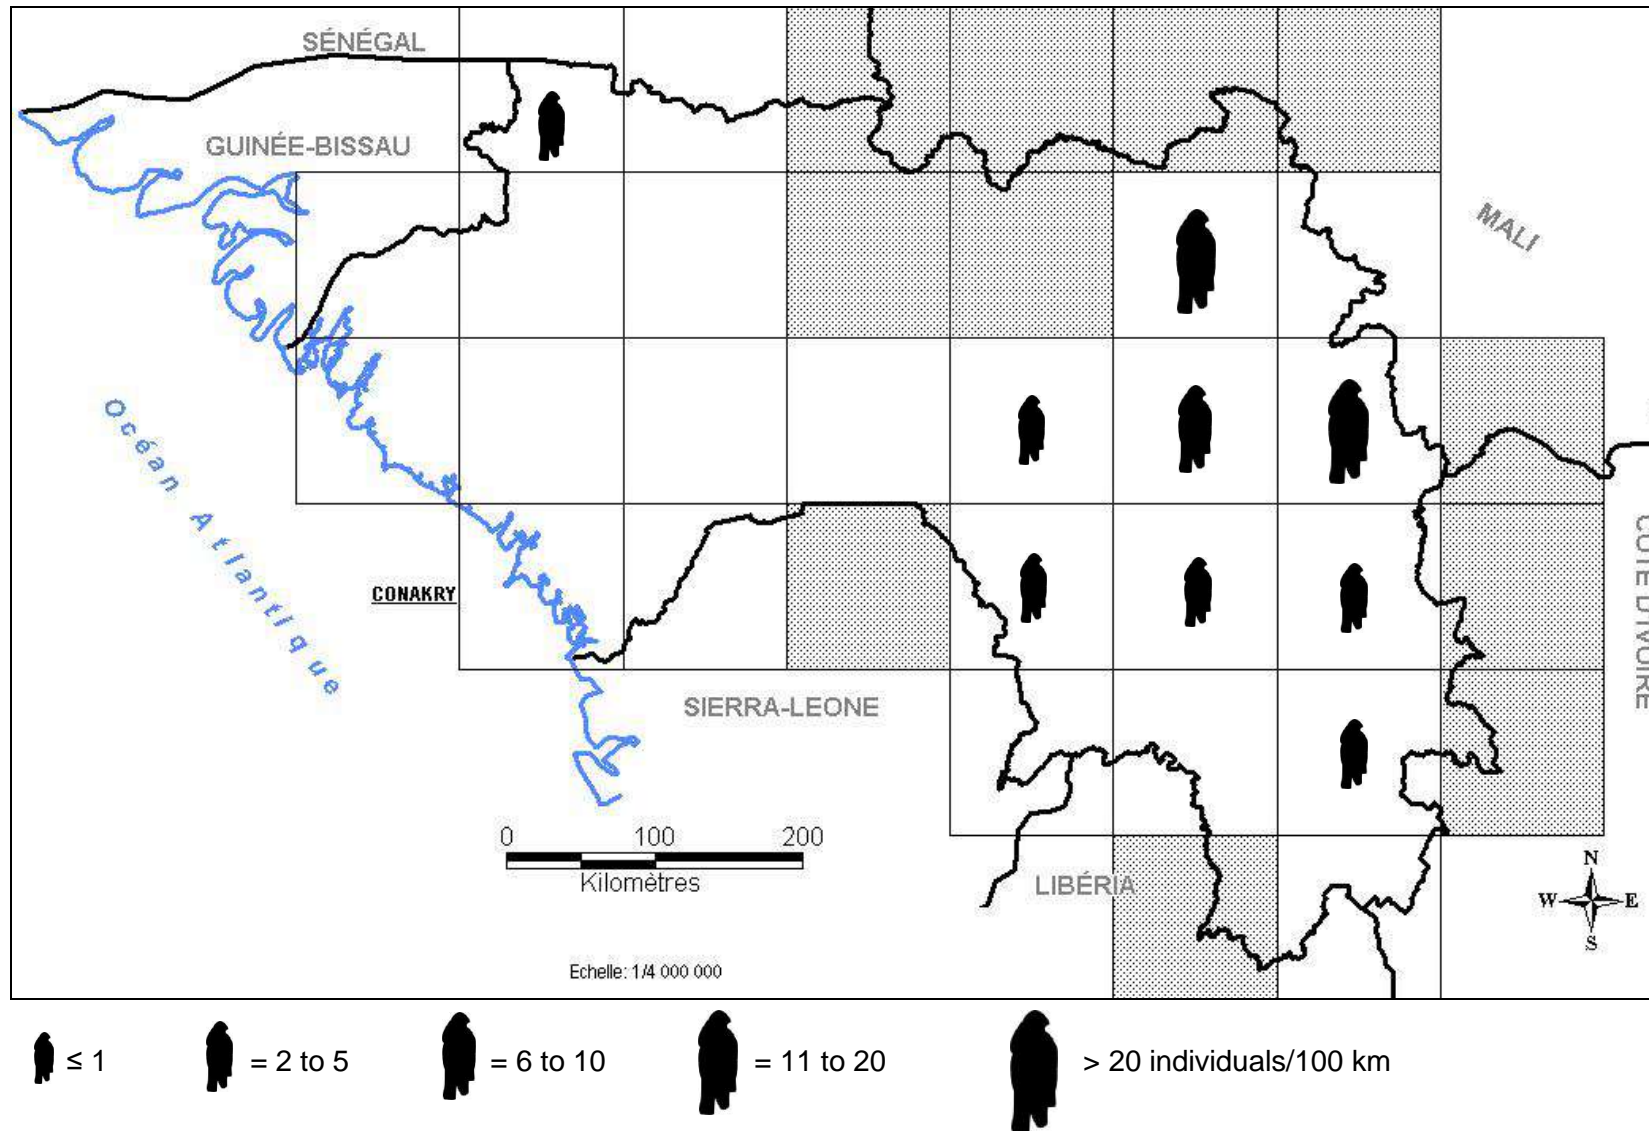 SÉNÉGAL
GUINÉE-BISSAU
MALI
Océan Atlantique
CONAKRY
CÔTE D'IVOIRE
SIERRA-LEONE
0 100 200
Kilomètres
LIBÉRIA
N
W E
S
Echelle: 1/4 000 000
≤ 1 = 2 to 5 = 6 to 10 = 11 to 20 > 20 individuals/100 km